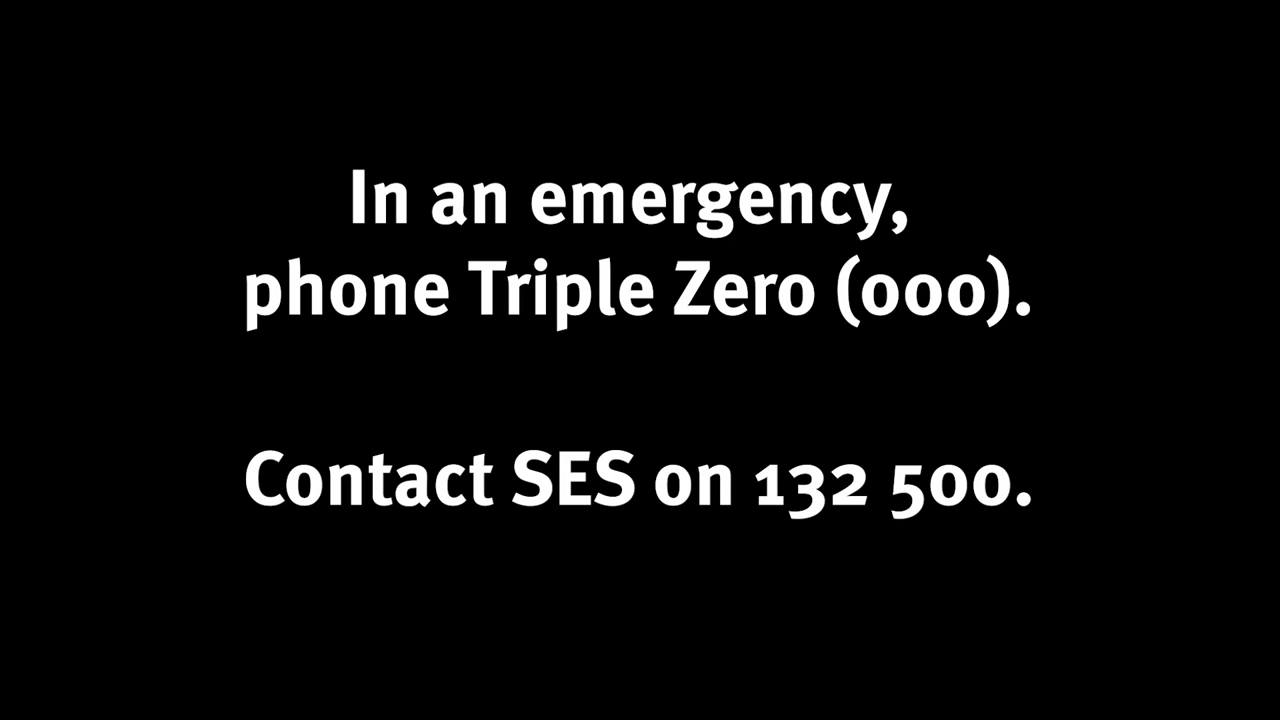 In an emergency,
phone Triple Zero (000).
Contact SES on 132 500.